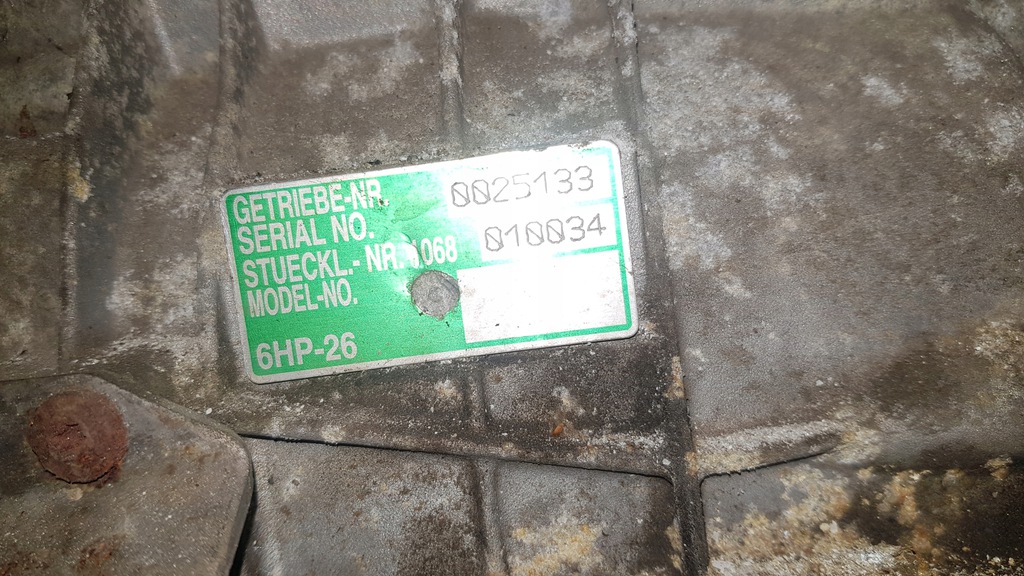 GETRIEBE-NR. 0025133
SERIAL NO.
STUECKL.- NR. 1068 010034
MODEL-NO.
6HP-26